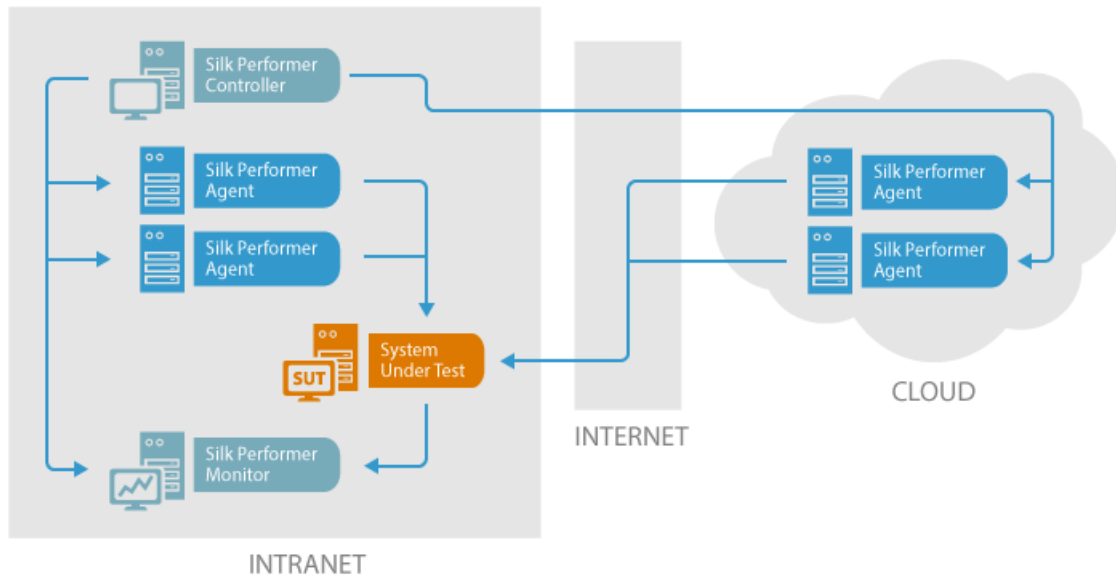 Silk Performer
Controller
Silk Performer
Agent
Silk Performer
Agent
SUT
System
Under Test
Silk Performer
Monitor
INTRANET
INTERNET
Silk Performer
Agent
Silk Performer
Agent
CLOUD